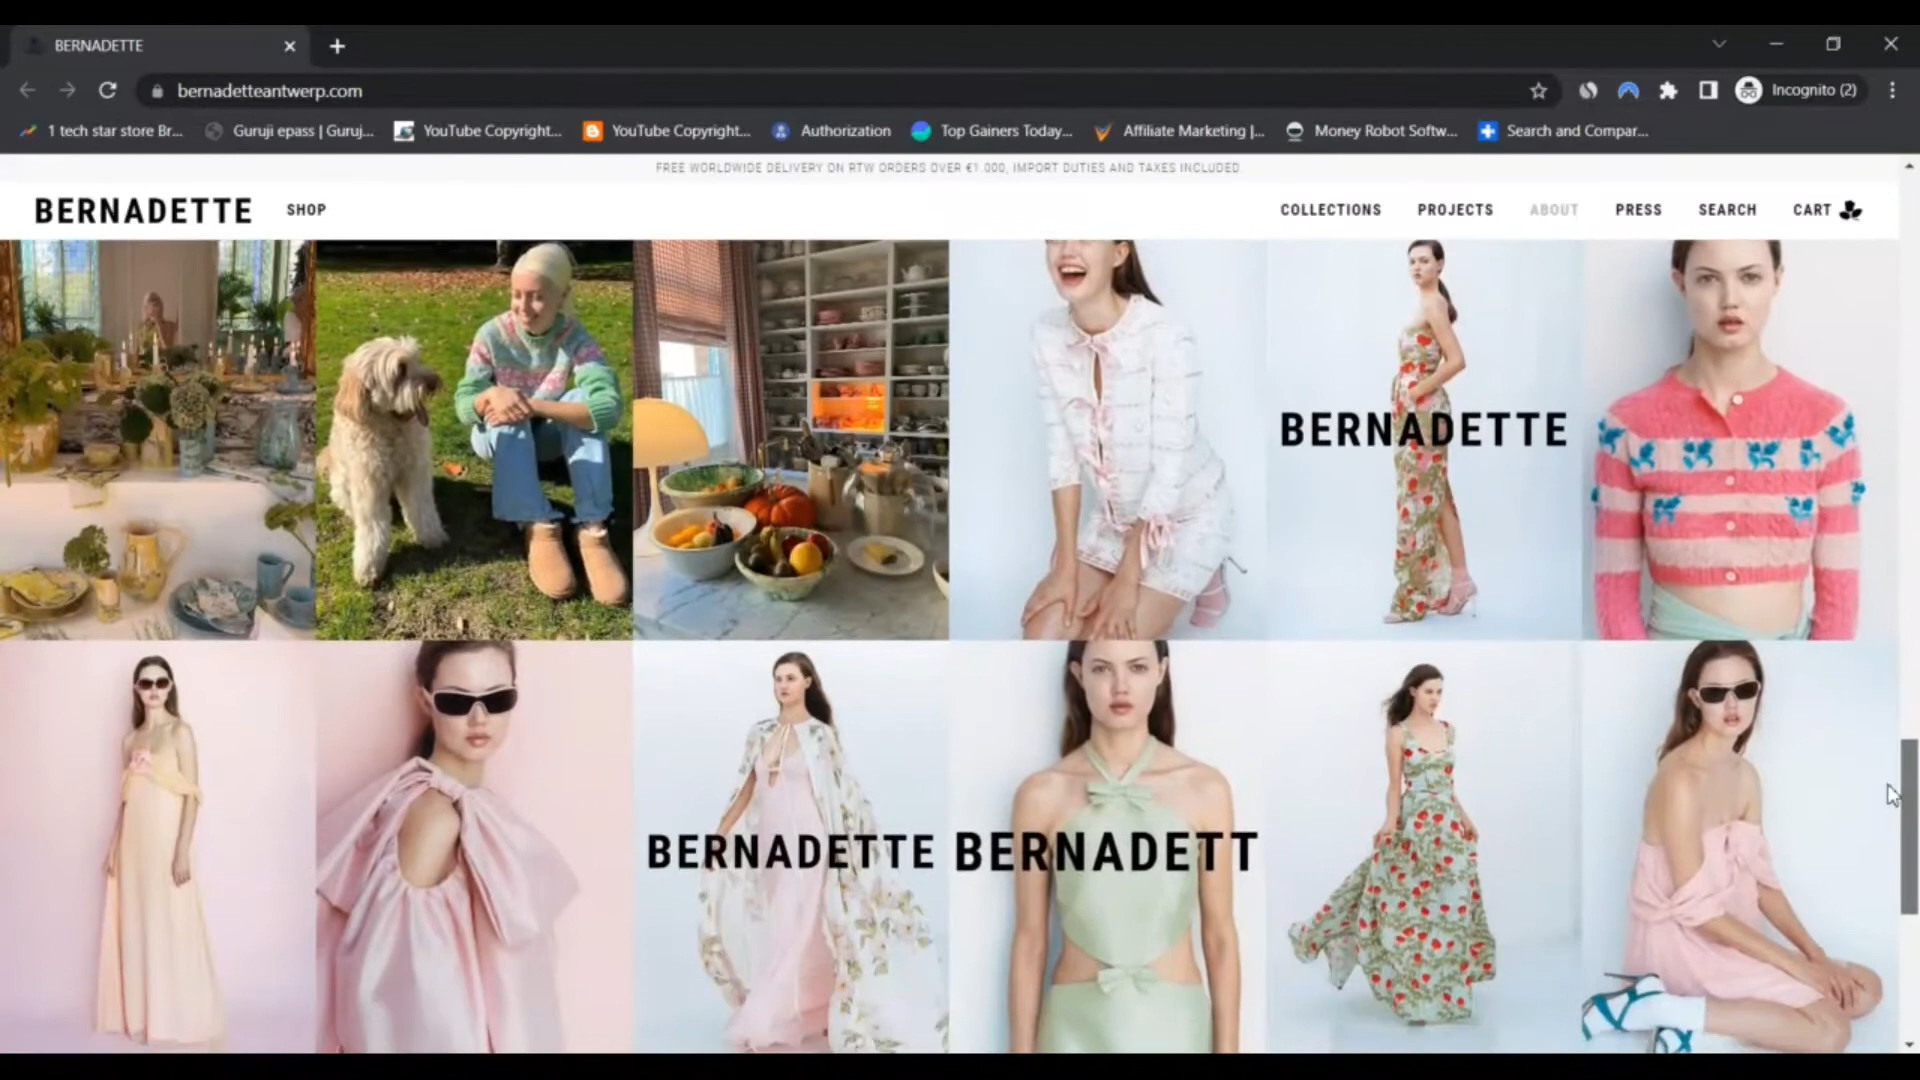 BERNADETTE
bernadetteantwerp.com
Incognito (2)
1 tech star store Br...
Guruji epass | Guruj...
YouTube Copyright...
YouTube Copyright...
Authorization
Top Gainers Today...
Affiliate Marketing |...
Money Robot Softw...
Search and Compar...
FREE WORLDWIDE DELIVERY ON RTW ORDERS OVER €1.000, IMPORT DUTIES AND TAXES INCLUDED
BERNADETTE
SHOP
COLLECTIONS
PROJECTS
ABOUT
PRESS
SEARCH
CART
BERNADETTE
BERNADETTE
BERNADETT